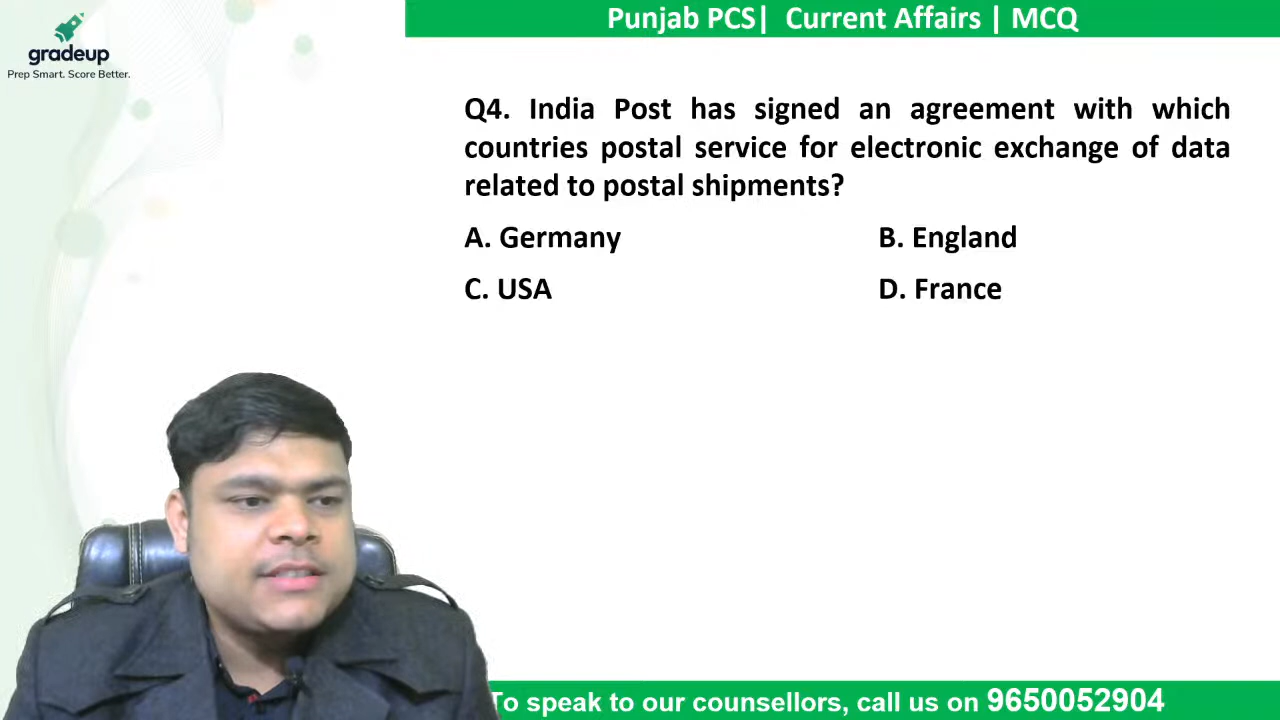 gradeup
Prep Smart. Score Better.
Punjab PCS| Current Affairs | MCQ
Q4. India Post has signed an agreement with which
countries postal service for electronic exchange of data
related to postal shipments?
A. Germany
B. England
C. USA
D. France
To speak to our counsellors, call us on 9650052904